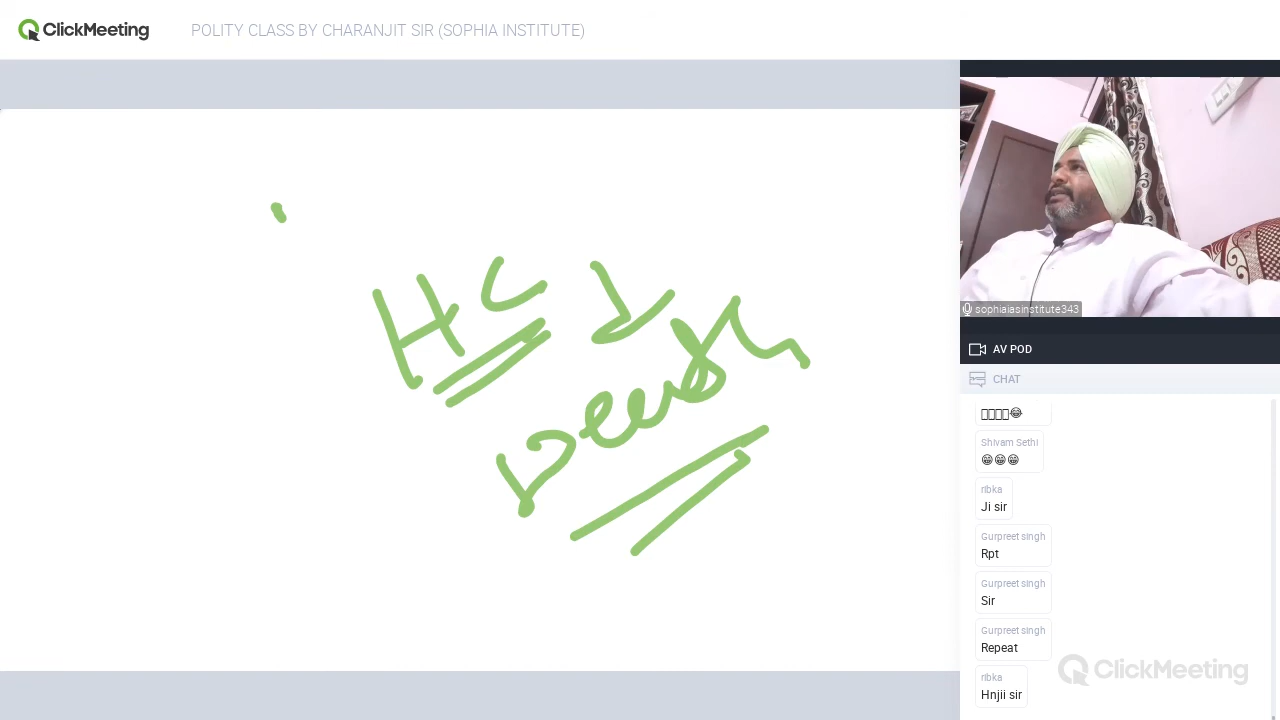 ClickMeeting
POLITY CLASS BY CHARANJIT SIR (SOPHIA INSTITUTE)
HC
sophiaiasinstitute343
AV POD
CHAT
😂
Shivam Sethi
😁😁😁
ribka
Ji sir
Gurpreet singh
Rpt
Gurpreet singh
Sir
Gurpreet singh
Repeat
ribka
Hnjii sir
ClickMeeting